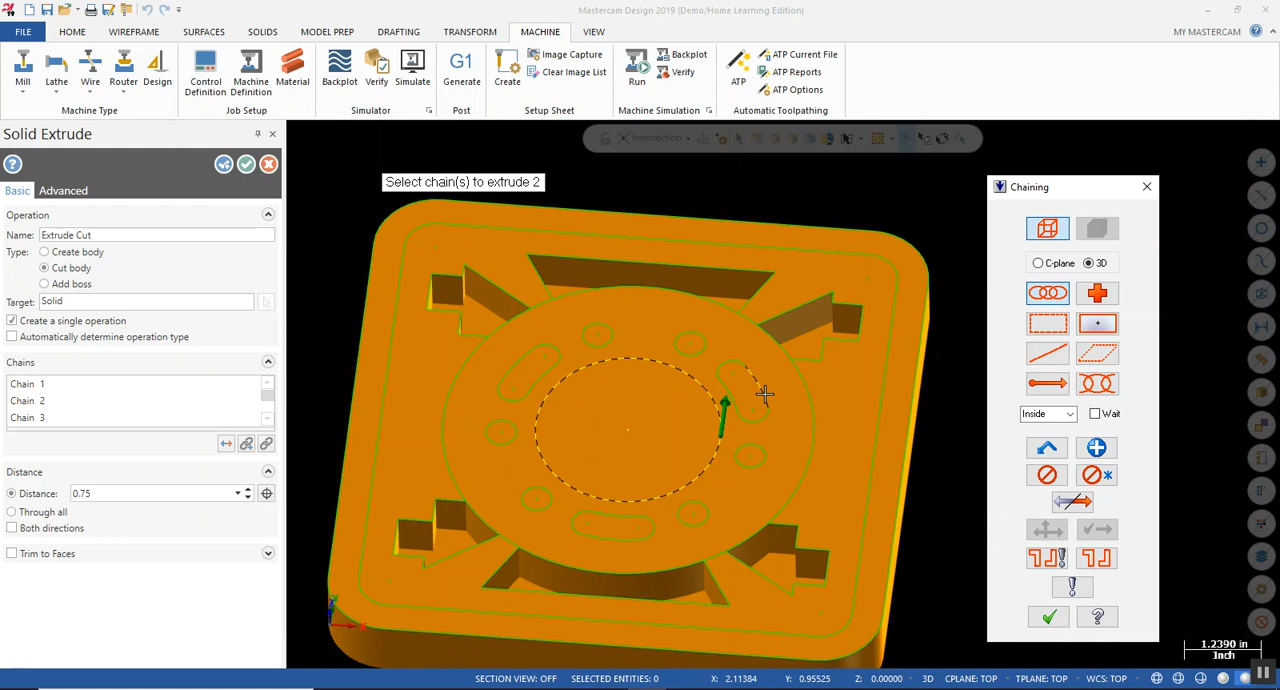 Mastercam Design 2019 (Demo/Home Learning Edition)
FILE HOME WIREFRAME SURFACES SOLIDS MODEL PREP DRAFTING TRANSFORM MACHINE VIEW MY MASTERCAM
Mill Lathe Wire Router Design
Machine Type
Control Definition Machine Definition Material
Job Setup
Backplot Verify Simulate
Simulator
G1
Generate
Post
Create Image Capture
Clear Image List
Setup Sheet
Run Backplot
Verify
Machine Simulation
ATP ATP Current File
ATP Reports
ATP Options
Automatic Toolpathing
Solid Extrude
Basic Advanced
Operation
Name: Extrude Cut
Type: Create body
Cut body
Add boss
Target: Solid
Create a single operation
Automatically determine operation type
Chains
Chain 1
Chain 2
Chain 3
Distance
Distance: 0.75
Through all
Both directions
Trim to Faces
Intersection
Select chain(s) to extrude 2
Chaining
C-plane 3D
Inside Wait
1.2390 in
Inch
SECTION VIEW: OFF SELECTED ENTITIES: 0 X: 2.11384 Y: 0.95525 Z: 0.00000 3D CPLANE: TOP TPLANE: TOP WCS: TOP